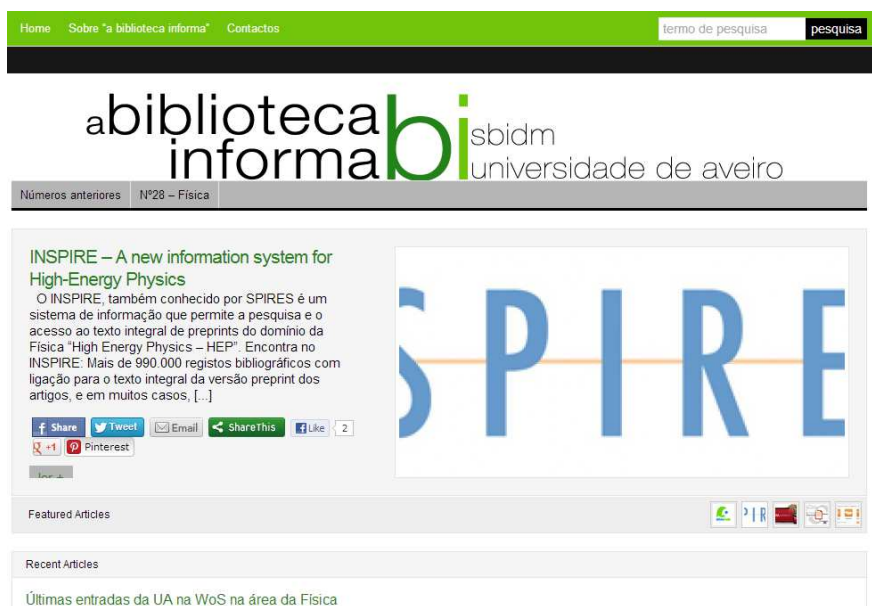 Home Sobre "a biblioteca informa" Contactos termo de pesquisa pesquisa
a biblioteca informa bi sbidm universidade de aveiro
Números anteriores Nº28 – Física
INSPIRE – A new information system for
High-Energy Physics
O INSPIRE, também conhecido por SPIRES é um
sistema de informação que permite a pesquisa e o
acesso ao texto integral de preprints do domínio da
Física "High Energy Physics – HEP". Encontra no
INSPIRE: Mais de 990.000 registos bibliográficos com
ligação para o texto integral da versão preprint dos
artigos, e em muitos casos, [...]
SPIRE
Share Tweet Email ShareThis Like 2
+1 Pinterest
ler +
Featured Articles
Recent Articles
Últimas entradas da UA na WoS na área da Física